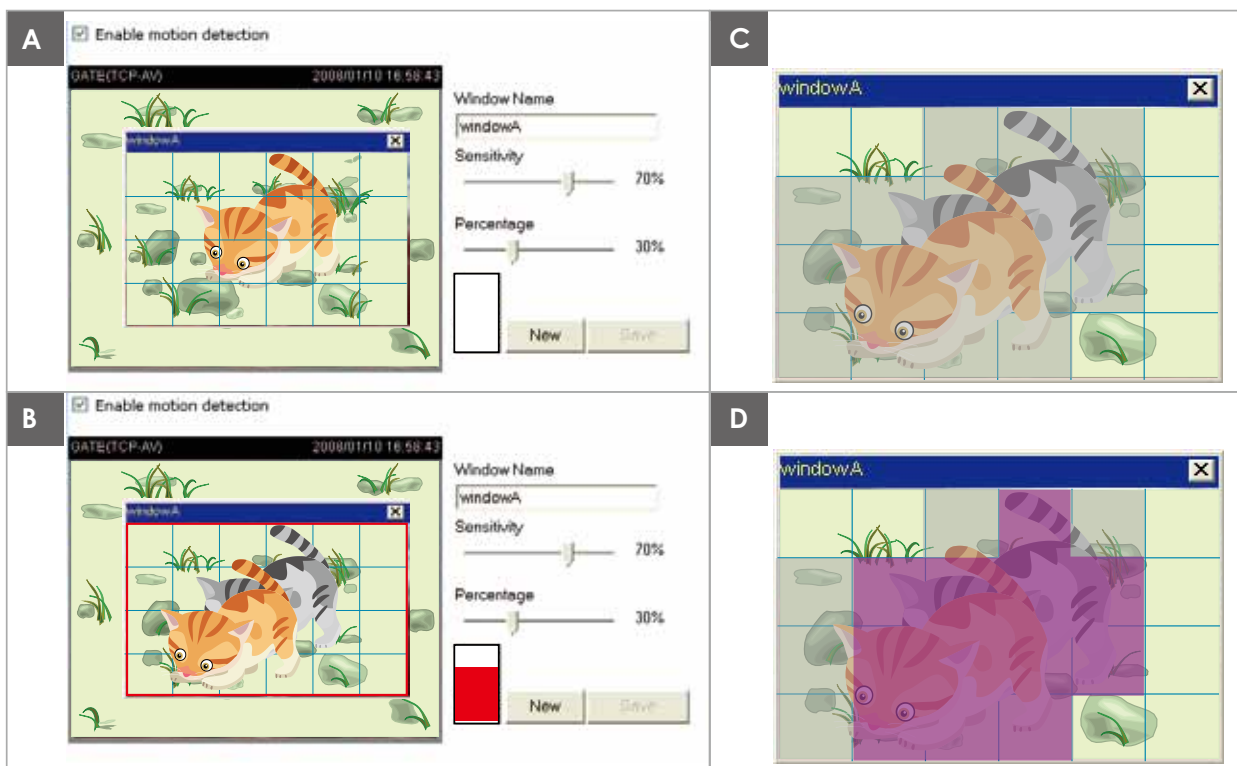 A
Enable motion detection
GATE(TCP-AV) 2008/01/10 16:58:43
windowA
Window Name
windowA
Sensitivity
70%
Percentage
30%
New Save
B
Enable motion detection
GATE(TCP-AV) 2008/01/10 16:58:43
windowA
Window Name
windowA
Sensitivity
70%
Percentage
30%
New Save
C
windowA
D
windowA